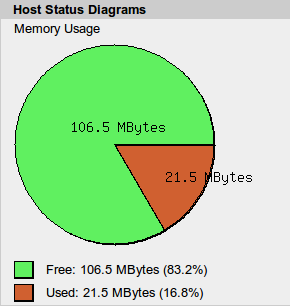 Host Status Diagrams
Memory Usage
106.5 MBytes
21.5 MBytes
Free: 106.5 MBytes (83.2%)
Used: 21.5 MBytes (16.8%)